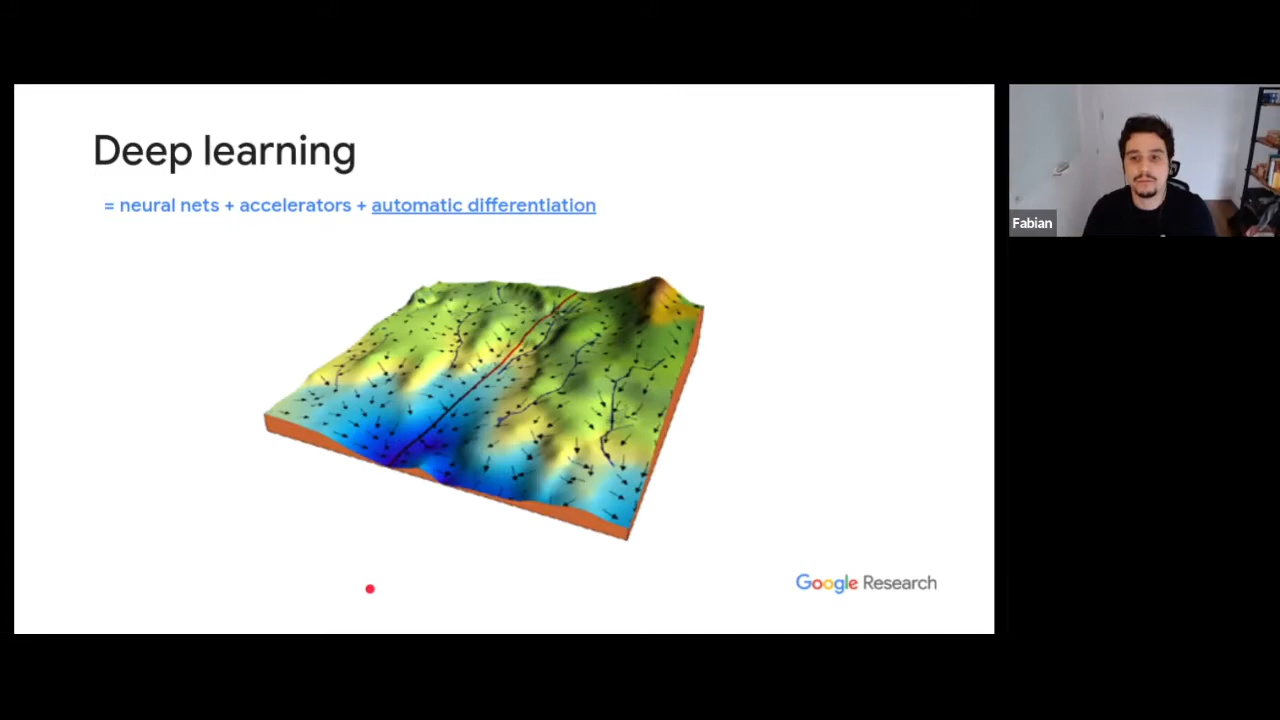 Deep learning
= neural nets + accelerators + automatic differentiation
Google Research
Fabian